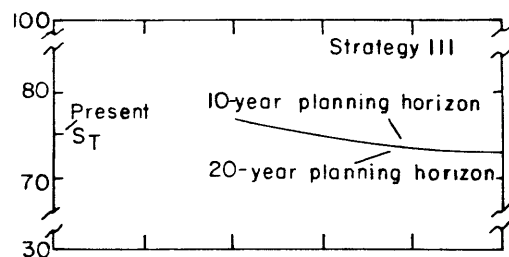 100
Strategy III
80
Present
S_T
10-year planning horizon
20-year planning horizon
70
30